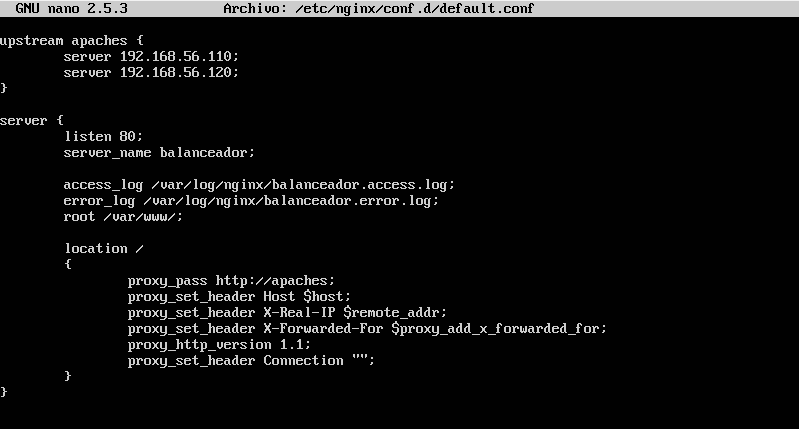 GNU nano 2.5.3 Archivo: /etc/nginx/conf.d/default.conf
upstream apaches {
server 192.168.56.110;
server 192.168.56.120;
}
server {
listen 80;
server_name balanceador;
access_log /var/log/nginx/balanceador.access.log;
error_log /var/log/nginx/balanceador.error.log;
root /var/www/;
location /
{
proxy_pass http://apaches;
proxy_set_header Host $host;
proxy_set_header X-Real-IP $remote_addr;
proxy_set_header X-Forwarded-For $proxy_add_x_forwarded_for;
proxy_http_version 1.1;
proxy_set_header Connection "";
}
}